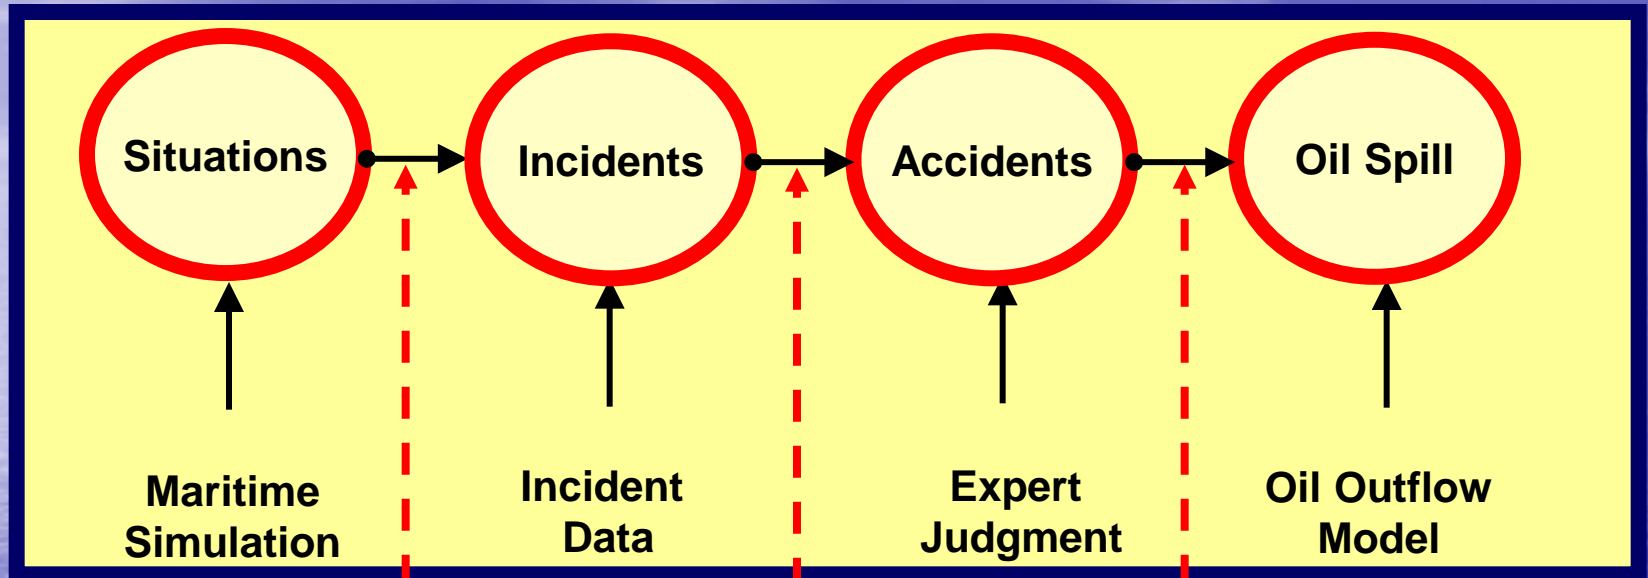 Situations
Incidents
Accidents
Oil Spill
Maritime
Simulation
Incident
Data
Expert
Judgment
Oil Outflow
Model